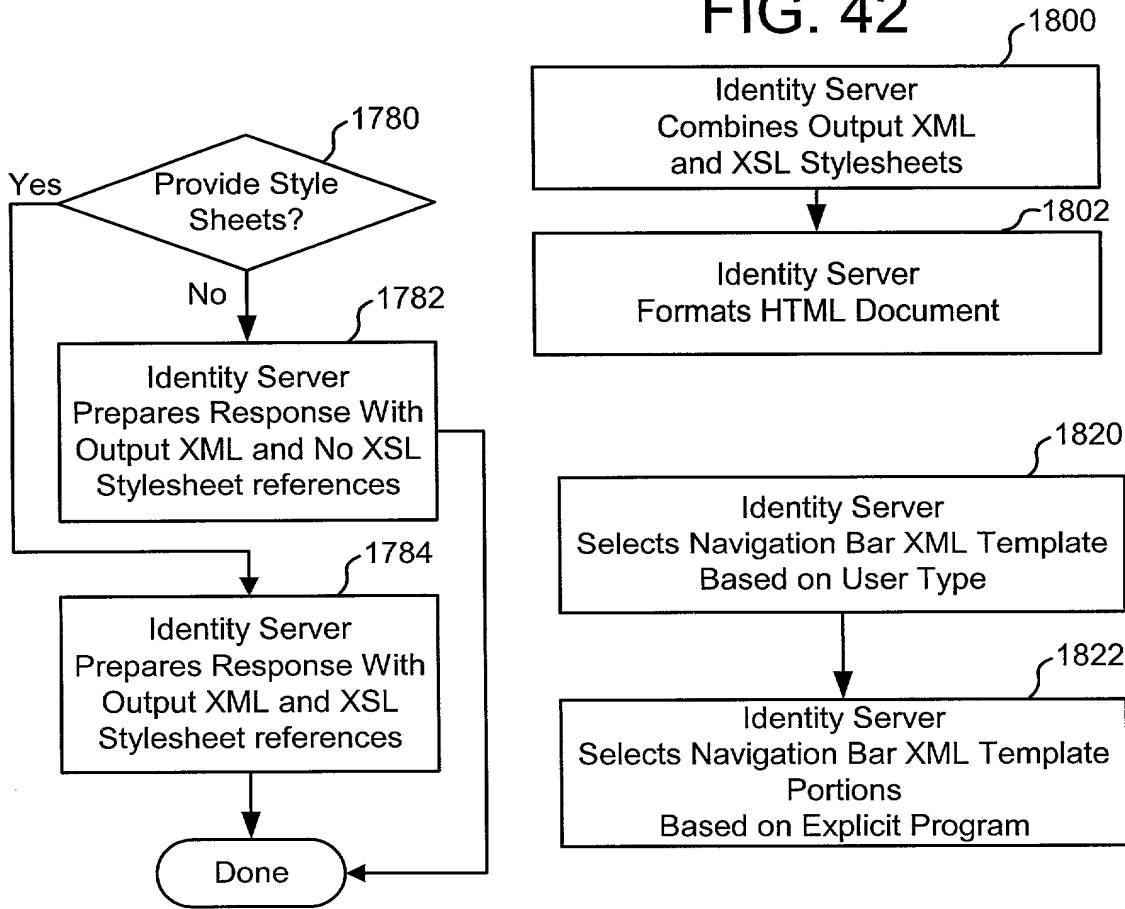 FIG. 42
1780
Yes
Provide Style
Sheets?
No
1782
Identity Server
Prepares Response With
Output XML and No XSL
Stylesheet references
1784
Identity Server
Prepares Response With
Output XML and XSL
Stylesheet references
Done
1800
Identity Server
Combines Output XML
and XSL Stylesheets
1802
Identity Server
Formats HTML Document
1820
Identity Server
Selects Navigation Bar XML Template
Based on User Type
1822
Identity Server
Selects Navigation Bar XML Template
Portions
Based on Explicit Program